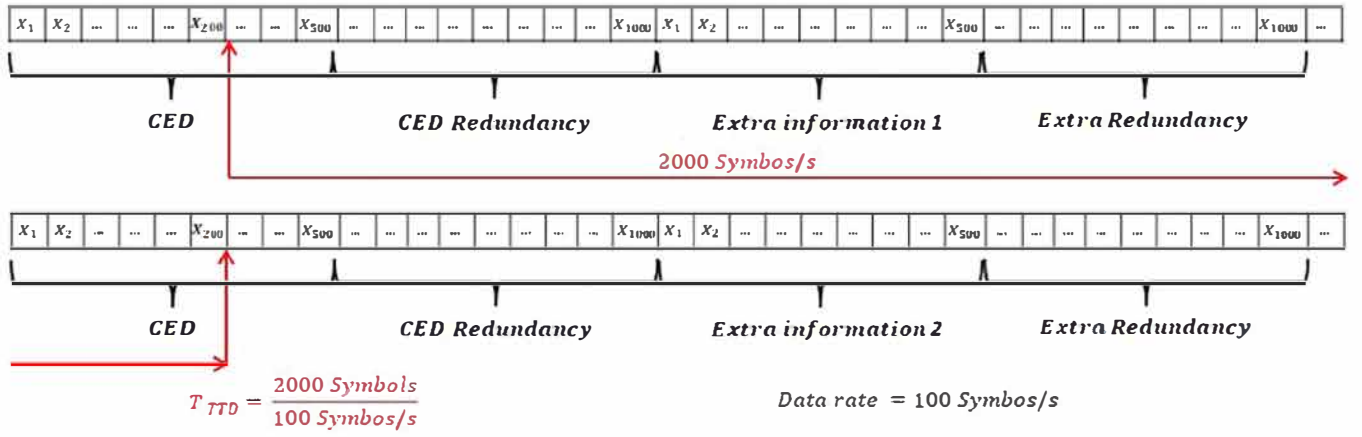 X₁ X₂ ... ... ... X₂₀₀ ... ... X₅₀₀ ... ... ... ... ... ... ... ... X₁₀₀₀ X₁ X₂ ... ... ... ... ... ... X₅₀₀ ... ... ... ... ... ... ... ... X₁₀₀₀ ...
CED CED Redundancy Extra information 1 Extra Redundancy
2000 Symbos/s
X₁ X₂ ... ... ... X₂₀₀ ... ... X₅₀₀ ... ... ... ... ... ... ... X₁₀₀₀ X₁ X₂ ... ... ... ... ... ... X₅₀₀ ... ... ... ... ... ... ... ... X₁₀₀₀ ...
CED CED Redundancy Extra information 2 Extra Redundancy
2000 Symbols
T_TTD = Data rate = 100 Symbos/s
100 Symbos/s